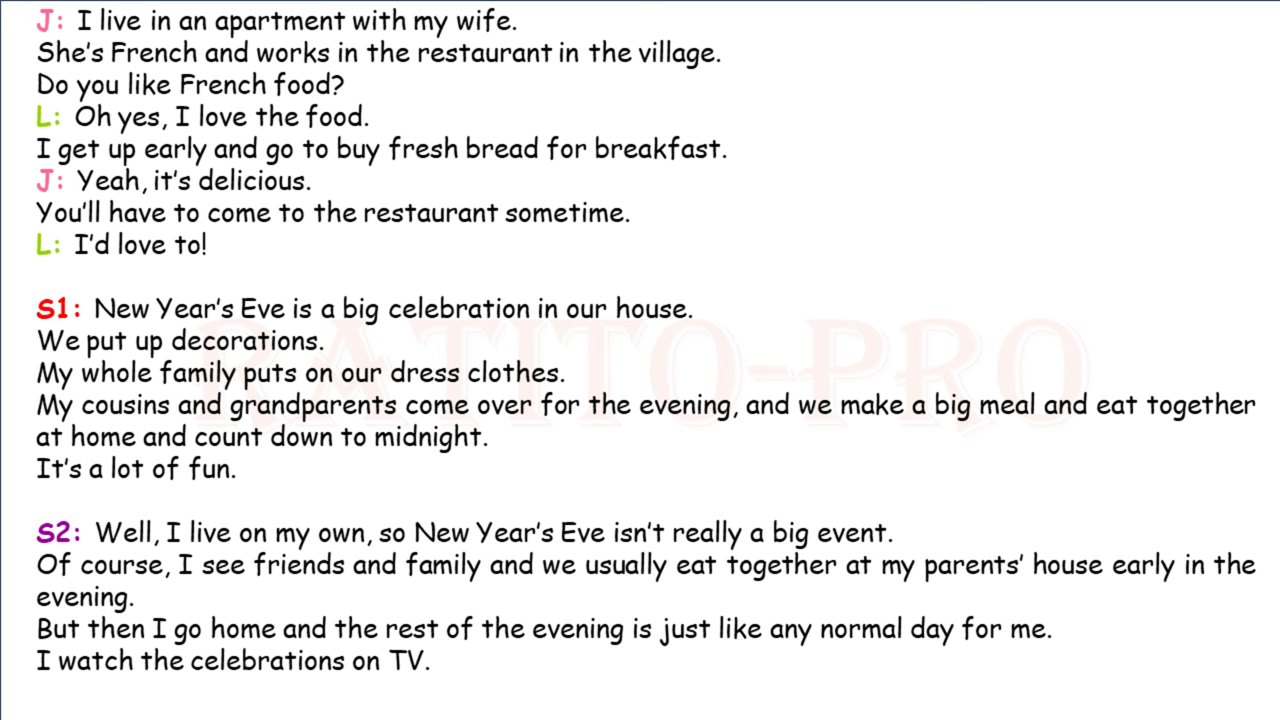 J: I live in an apartment with my wife.
She's French and works in the restaurant in the village.
Do you like French food?
L: Oh yes, I love the food.
I get up early and go to buy fresh bread for breakfast.
J: Yeah, it's delicious.
You'll have to come to the restaurant sometime.
L: I'd love to!
S1: New Year's Eve is a big celebration in our house.
We put up decorations.
My whole family puts on our dress clothes.
My cousins and grandparents come over for the evening, and we make a big meal and eat together
at home and count down to midnight.
It's a lot of fun.
RATITO-PRO
S2: Well, I live on my own, so New Year's Eve isn't really a big event.
Of course, I see friends and family and we usually eat together at my parents' house early in the
evening.
But then I go home and the rest of the evening is just like any normal day for me.
I watch the celebrations on TV.